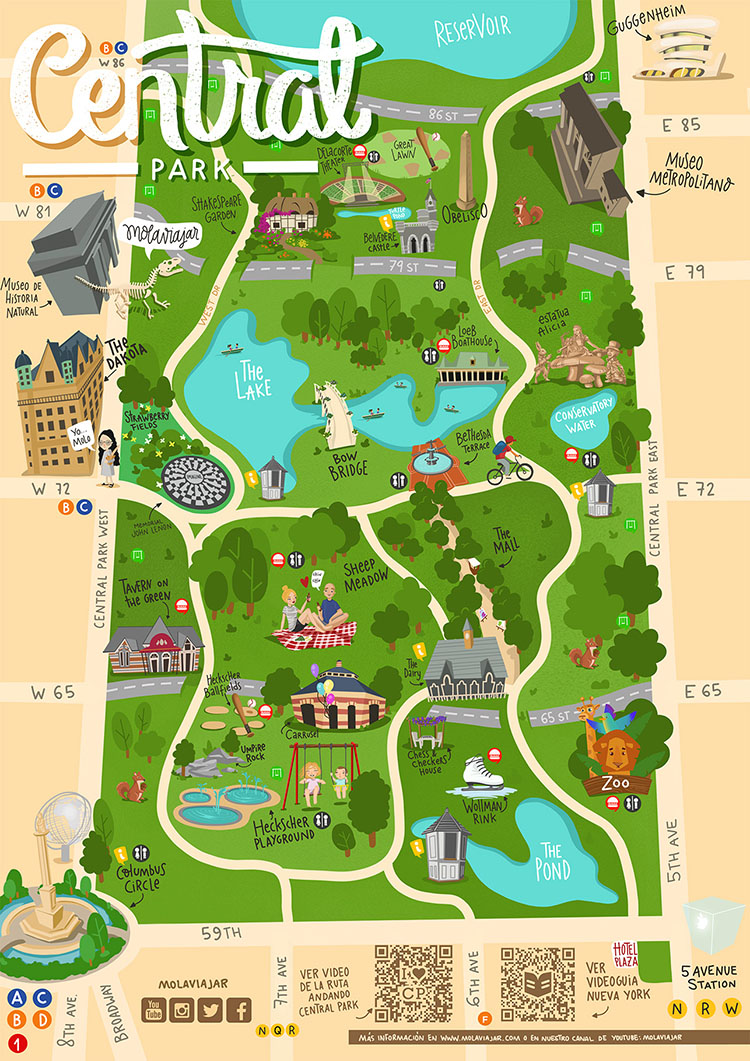 RESERVOIR
GUGGENHEIM
B C
W 86
Central
PARK
86 ST
E 85
DELACORTE
THEATER
GREAT
LAWN
MUSEO
METROPOLITANO
B C
W 81
SHAKESPEARE
GARDEN
TURTLE
POND
OBELISCO
MOLAVIAJAR
BELVEDERE
CASTLE
79 ST
E 79
MUSEO DE
HISTORIA
NATURAL
WEST DR
EAST DR
ESTATUA
ALICIA
LOEB
BOATHOUSE
THE
DAKOTA
THE
LAKE
STRAWBERRY
FIELDS
CONSERVATORY
WATER
YO...
MOLO
BOW
BRIDGE
BETHESDA
TERRACE
W 72
E 72
B C
MEMORIAL
JOHN LENON
CENTRAL PARK WEST
CENTRAL PARK EAST
THE
MALL
SHEEP
MEADOW
TAVERN ON
THE GREEN
The
Dairy
W 65
E 65
65 ST
Heckscher
Ballfields
CARRUSEL
UMPIRE
ROCK
Chess &
Checkers
House
ZOO
WOLLMAN
RINK
HECKSCHER
PLAYGROUND
THE
POND
COLUMBUS
CIRCLE
5TH AVE
59TH
HOTEL
PLAZA
5 AVENUE
STATION
N R W
A C
B D
1
8TH AVE
BROADWAY
MOLAVIAJAR
You
Tube
7TH AVE
N Q R
VER VIDEO
DE LA RUTA
ANDANDO
CENTRAL PARK
I ♥
CP
6TH AVE
F
VER
VIDEOGUÍA
NUEVA YORK
MÁS INFORMACIÓN EN WWW.MOLAVIAJAR.COM O EN NUESTRO CANAL DE YOUTUBE: MOLAVIAJAR